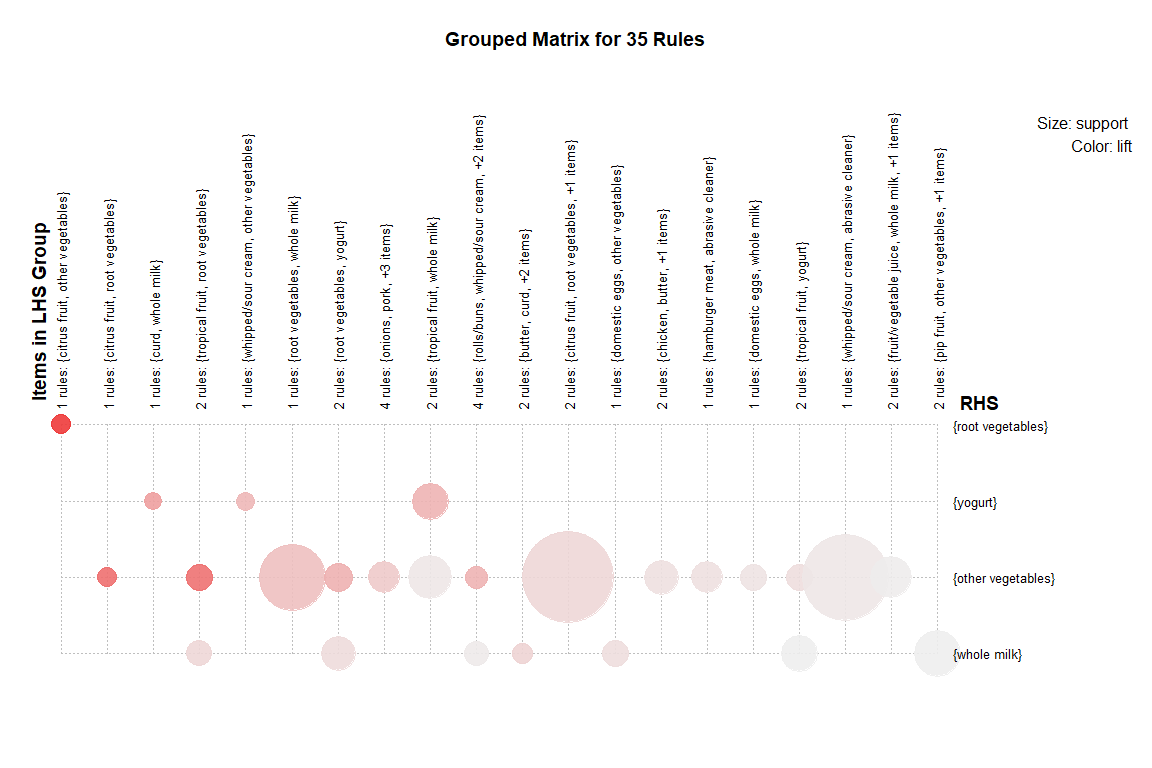 Grouped Matrix for 35 Rules
Size: support
Color: lift
Items in LHS Group
1 rules: {citrus fruit, other vegetables}
1 rules: {citrus fruit, root vegetables}
1 rules: {curd, whole milk}
2 rules: {tropical fruit, root vegetables}
1 rules: {whipped/sour cream, other vegetables}
1 rules: {root vegetables, whole milk}
2 rules: {root vegetables, yogurt}
4 rules: {onions, pork, +3 items}
2 rules: {tropical fruit, whole milk}
4 rules: {rolls/buns, whipped/sour cream, +2 items}
2 rules: {butter, curd, +2 items}
2 rules: {citrus fruit, root vegetables, +1 items}
1 rules: {domestic eggs, other vegetables}
2 rules: {chicken, butter, +1 items}
1 rules: {hamburger meat, abrasive cleaner}
1 rules: {domestic eggs, whole milk}
2 rules: {tropical fruit, yogurt}
1 rules: {whipped/sour cream, abrasive cleaner}
2 rules: {fruit/vegetable juice, whole milk, +1 items}
2 rules: {pip fruit, other vegetables, +1 items}
RHS
{root vegetables}
{yogurt}
{other vegetables}
{whole milk}